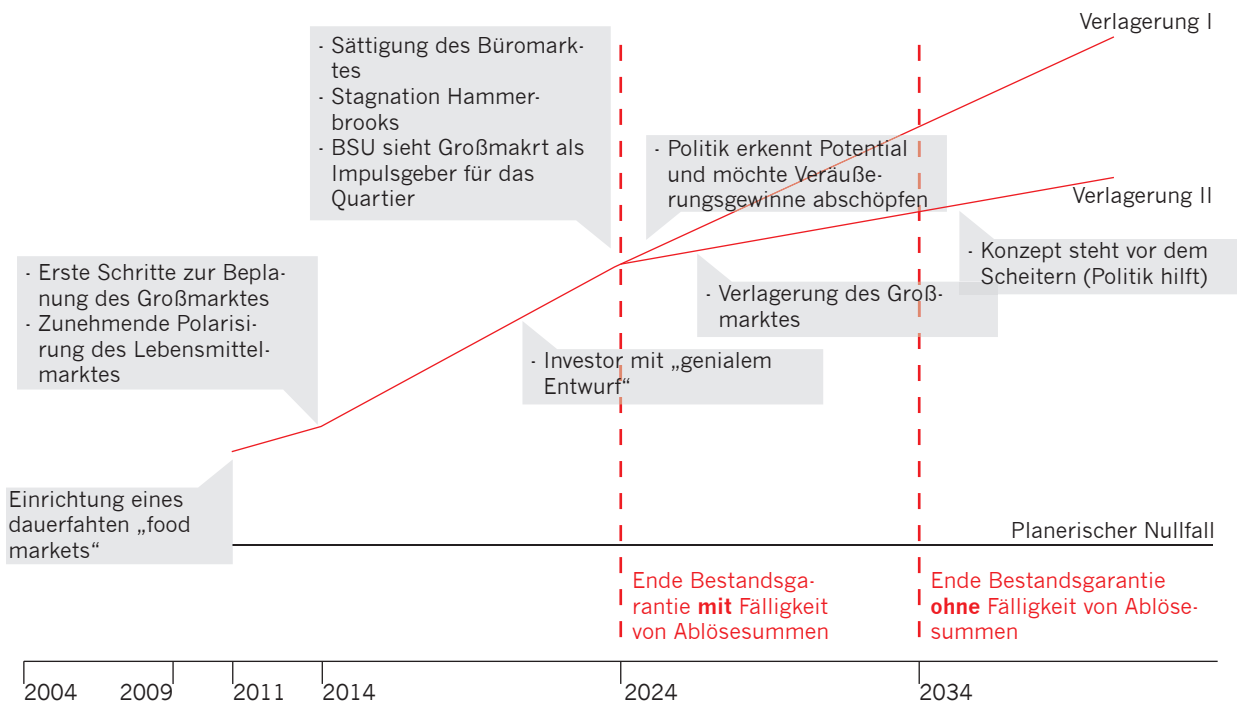 Verlagerung I
- Sättigung des Büromark-
tes
- Stagnation Hammer-
brooks
- BSU sieht Großmakrt als
Impulsgeber für das
Quartier
- Politik erkennt Potential
und möchte Veräuße-
rungsgewinne abschöpfen
Verlagerung II
- Konzept steht vor dem
Scheitern (Politik hilft)
- Erste Schritte zur Bepla-
nung des Großmarktes
- Zunehmende Polarisi-
rung des Lebensmittel-
marktes
- Verlagerung des Groß-
marktes
- Investor mit „genialem
Entwurf“
Einrichtung eines
dauerfahten „food
markets“
Planerischer Nullfall
Ende Bestandsga-
rantie mit Fälligkeit
von Ablösesummen
Ende Bestandsgarantie
ohne Fälligkeit von Ablöse-
summen
2004
2009
2011
2014
2024
2034